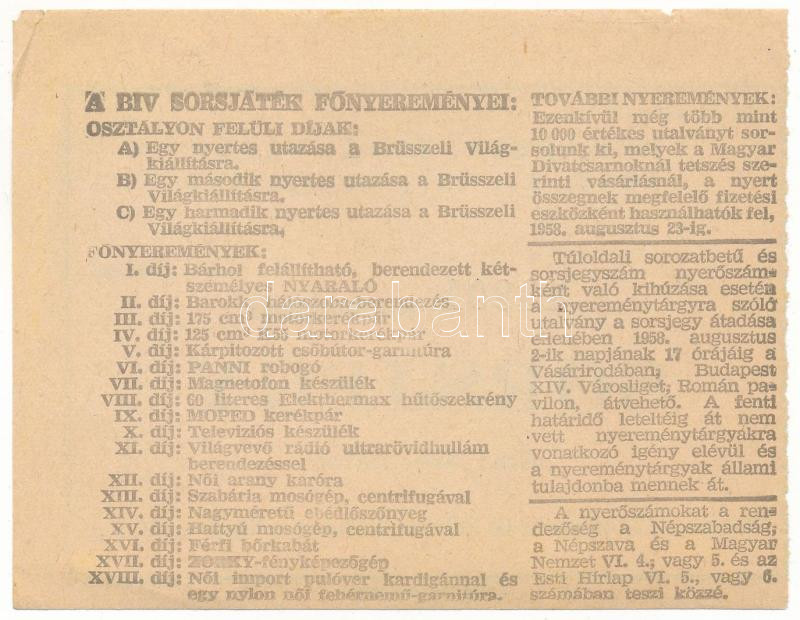 A BIV SORSJÁTÉK FŐNYEREMÉNYEI:
OSZTÁLYON FELÜLI DÍJAK:
A) Egy nyertes utazása a Brüsszeli Világ-
kiállításra.
B) Egy második nyertes utazása a Brüsszeli
Világkiállításra.
C) Egy harmadik nyertes utazása a Brüsszeli
Világkiállításra,
FŐNYEREMÉNYEK:
I. díj: Bárhol felállítható, berendezett két-
személyes NYARALÓ
II. díj: Barokk hálószoba-berendezés
III. díj: 175 cm³ motorkerékpár
IV. díj: 125 cm³ K55 motorkerékpár
V. díj: Kárpitozott csőbútor-garnitúra
VI. díj: PANNI robogó
VII. díj: Magnetofon készülék
VIII. díj: 60 literes Elekthermax hűtőszekrény
IX. díj: MOPED kerékpár
X. díj: Televiziós készülék
XI. díj: Világvevő rádió ultrarövidhullám
berendezéssel
XII. díj: Női arany karóra
XIII. díj: Szabária mosógép, centrifugával
XIV. díj: Nagyméretű ebédlőszőnyeg
XV. díj: Hattyú mosógép, centrifugával
XVI. díj: Férfi bőrkabát
XVII. díj: ZORKY-fényképezőgép
XVIII. díj: Női import pulóver kardigánnal és
egy nylon női fehérnemű-garnitúra.
TOVÁBBI NYEREMÉNYEK:
Ezenkívül még több mint
10 000 értékes utalványt sor-
solunk ki, melyek a Magyar
Divatcsarnoknál tetszés sze-
rinti vásárlásnál, a nyert
összegnek megfelelő fizetési
eszközként használhatók fel,
1958. augusztus 23-ig.
Túloldali sorozatbetű és
sorsjegyszám nyerőszám-
ként való kihúzása esetén
a nyereménytárgyra szóló
utalvány a sorsjegy átadása
ellenében 1958. augusztus
2-ik napjának 17 órájáig a
Vásárirodában, Budapest
XIV. Városliget, Román pa-
vilon, átvehető. A fenti
határidő leteltéig át nem
vett nyereménytárgyakra
vonatkozó igény elévül és
a nyereménytárgyak állami
tulajdonba mennek át.
A nyerőszámokat a ren-
dezőség a Népszabadság,
a Népszava és a Magyar
Nemzet VI. 4., vagy 5. és az
Esti Hírlap VI. 5., vagy 6.
számában teszi közzé.
darabanth